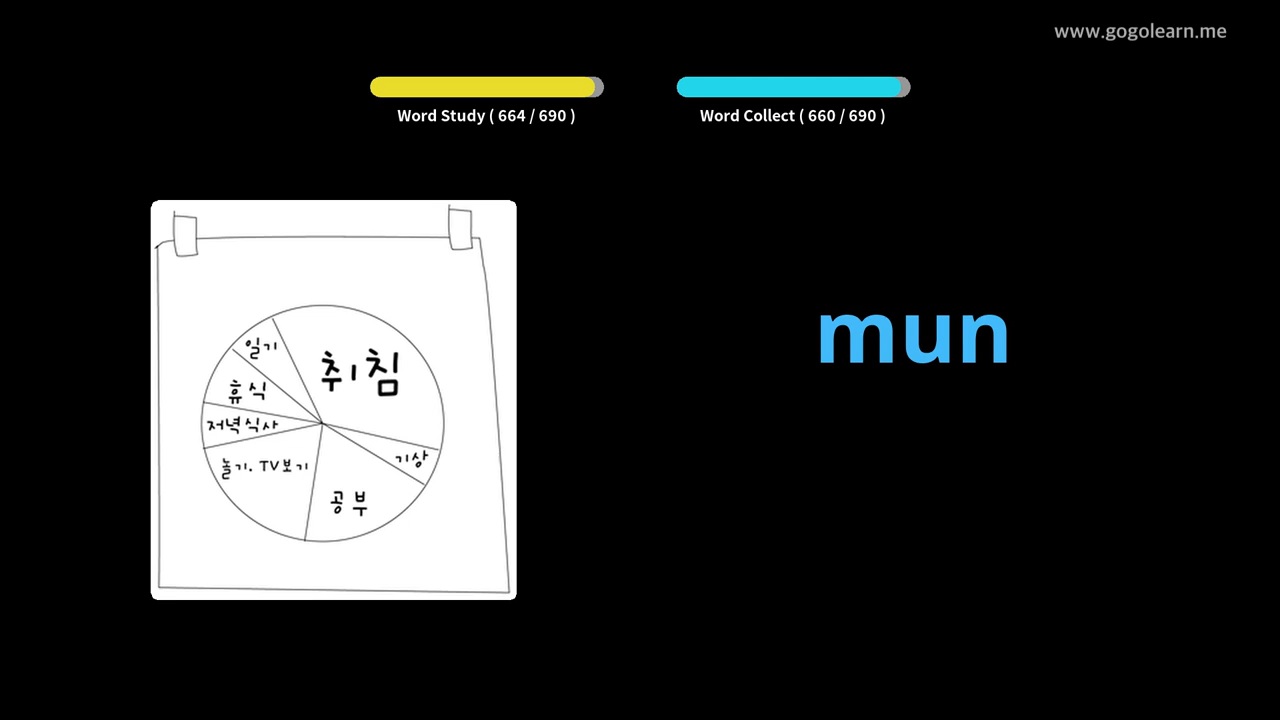 www.gogolearn.me
Word Study ( 664 / 690 )
Word Collect ( 660 / 690 )
일기
취침
휴식
저녁식사
기상
놀기. TV보기
공부
mun